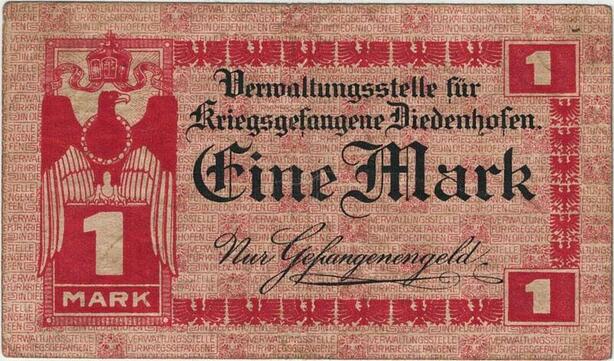 1
Verwaltungsstelle für
Kriegsgefangene Diedenhofen.
Eine Mark
Nur Gefangenengeld.
1
MARK
1